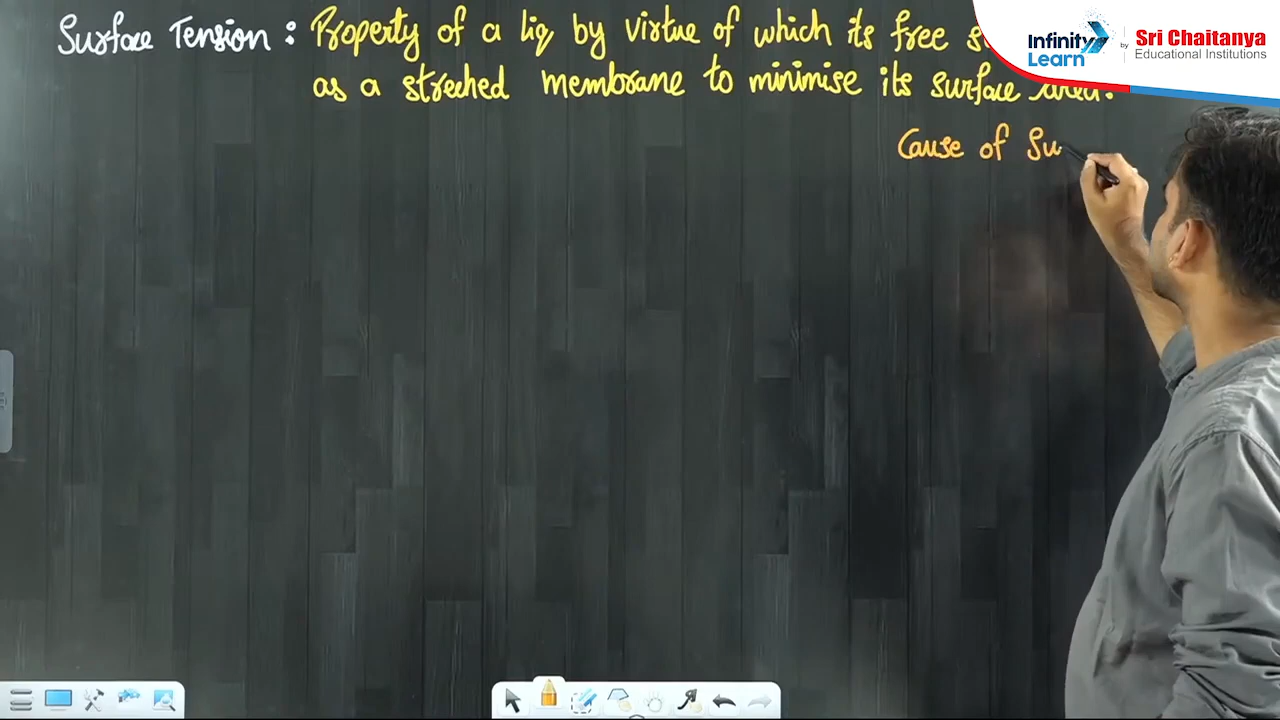 Surface Tension : Property of a liq by virtue of which its free
as a streched membrane to minimise its surface area.
Cause of Su
Infinity Learn by Sri Chaitanya Educational Institutions